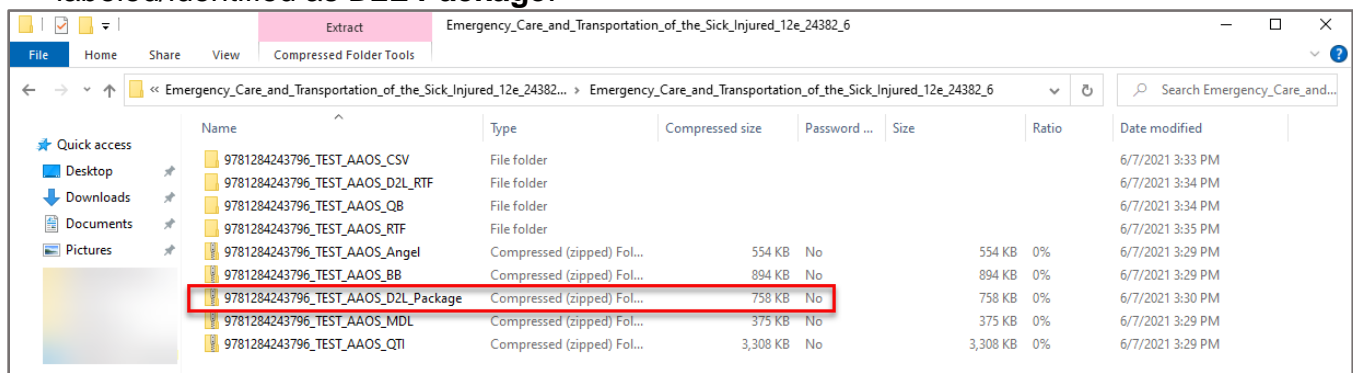 labeled/identified as D2L Package.
Extract Emergency_Care_and_Transportation_of_the_Sick_Injured_12e_24382_6
File Home Share View Compressed Folder Tools
« Emergency_Care_and_Transportation_of_the_Sick_Injured_12e_24382... › Emergency_Care_and_Transportation_of_the_Sick_Injured_12e_24382_6 Search Emergency_Care_and...
Name Type Compressed size Password ... Size Ratio Date modified
Quick access
Desktop
Downloads
Documents
Pictures
9781284243796_TEST_AAOS_CSV File folder 6/7/2021 3:33 PM
9781284243796_TEST_AAOS_D2L_RTF File folder 6/7/2021 3:34 PM
9781284243796_TEST_AAOS_QB File folder 6/7/2021 3:34 PM
9781284243796_TEST_AAOS_RTF File folder 6/7/2021 3:35 PM
9781284243796_TEST_AAOS_Angel Compressed (zipped) Fol... 554 KB No 554 KB 0% 6/7/2021 3:29 PM
9781284243796_TEST_AAOS_BB Compressed (zipped) Fol... 894 KB No 894 KB 0% 6/7/2021 3:29 PM
9781284243796_TEST_AAOS_D2L_Package Compressed (zipped) Fol... 758 KB No 758 KB 0% 6/7/2021 3:30 PM
9781284243796_TEST_AAOS_MDL Compressed (zipped) Fol... 375 KB No 375 KB 0% 6/7/2021 3:29 PM
9781284243796_TEST_AAOS_QTI Compressed (zipped) Fol... 3,308 KB No 3,308 KB 0% 6/7/2021 3:29 PM